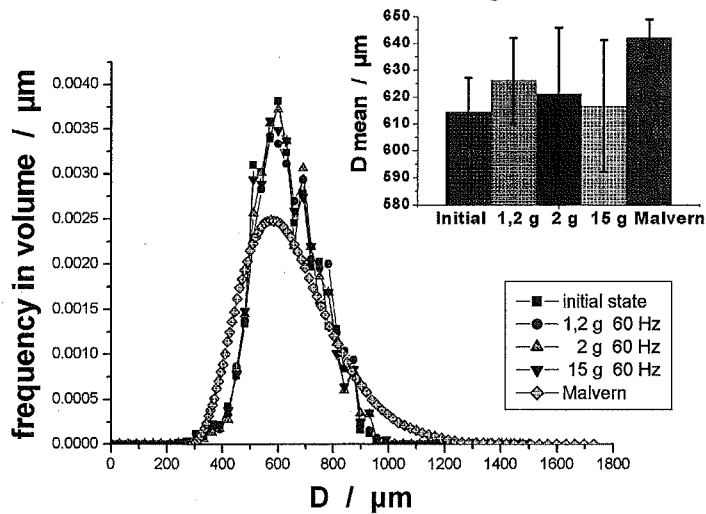 frequency in volume / µm
0.0040
0.0035
0.0030
0.0025
0.0020
0.0015
0.0010
0.0005
0.0000
0 200 400 600 800 1000 1200 1400 1600 1800
D / µm
D mean / µm
650
640
630
620
610
600
590
580
Initial 1,2 g 2 g 15 g Malvern
initial state
1,2 g 60 Hz
2 g 60 Hz
15 g 60 Hz
Malvern